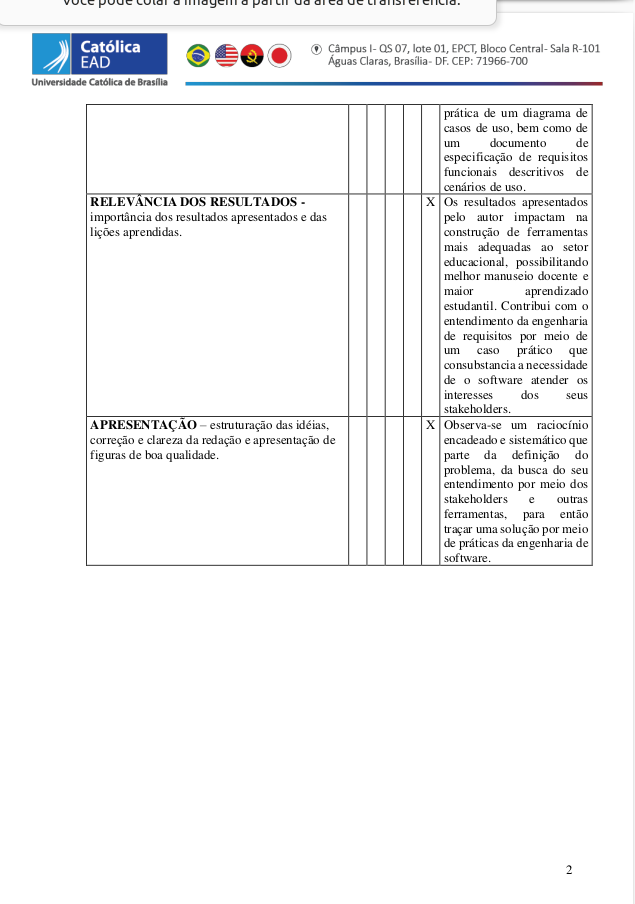 você pode colar a imagem a partir da área de transferência.
Católica
EAD
Universidade Católica de Brasília
Câmpus I- QS 07, lote 01, EPCT, Bloco Central- Sala R-101
Águas Claras, Brasília- DF. CEP: 71966-700
prática de um diagrama de
casos de uso, bem como de
um documento de
especificação de requisitos
funcionais descritivos de
cenários de uso.
RELEVÂNCIA DOS RESULTADOS -
importância dos resultados apresentados e das
lições aprendidas.
X
Os resultados apresentados
pelo autor impactam na
construção de ferramentas
mais adequadas ao setor
educacional, possibilitando
melhor manuseio docente e
maior aprendizado
estudantil. Contribui com o
entendimento da engenharia
de requisitos por meio de
um caso prático que
consubstancia a necessidade
de o software atender os
interesses dos seus
stakeholders.
APRESENTAÇÃO – estruturação das idéias,
correção e clareza da redação e apresentação de
figuras de boa qualidade.
X
Observa-se um raciocínio
encadeado e sistemático que
parte da definição do
problema, da busca do seu
entendimento por meio dos
stakeholders e outras
ferramentas, para então
traçar uma solução por meio
de práticas da engenharia de
software.
2